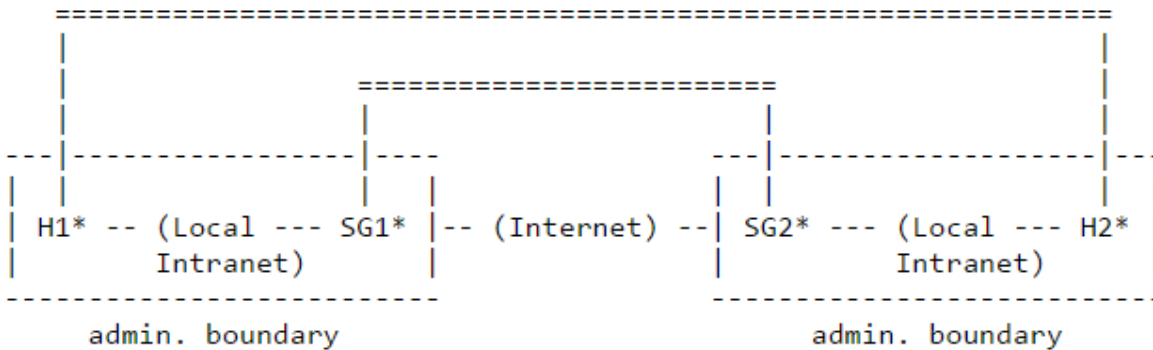 H1* -- (Local --- SG1* |-- (Internet) --| SG2* --- (Local --- H2*
Intranet) Intranet)
admin. boundary admin. boundary